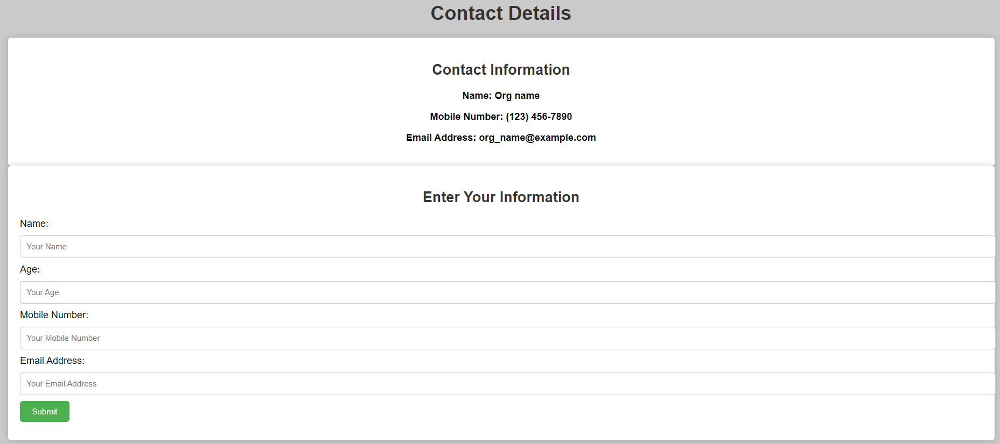 Contact Details
Contact Information
Name: Org name
Mobile Number: (123) 456-7890
Email Address: org_name@example.com
Enter Your Information
Name:
Your Name
Age:
Your Age
Mobile Number:
Your Mobile Number
Email Address:
Your Email Address
Submit